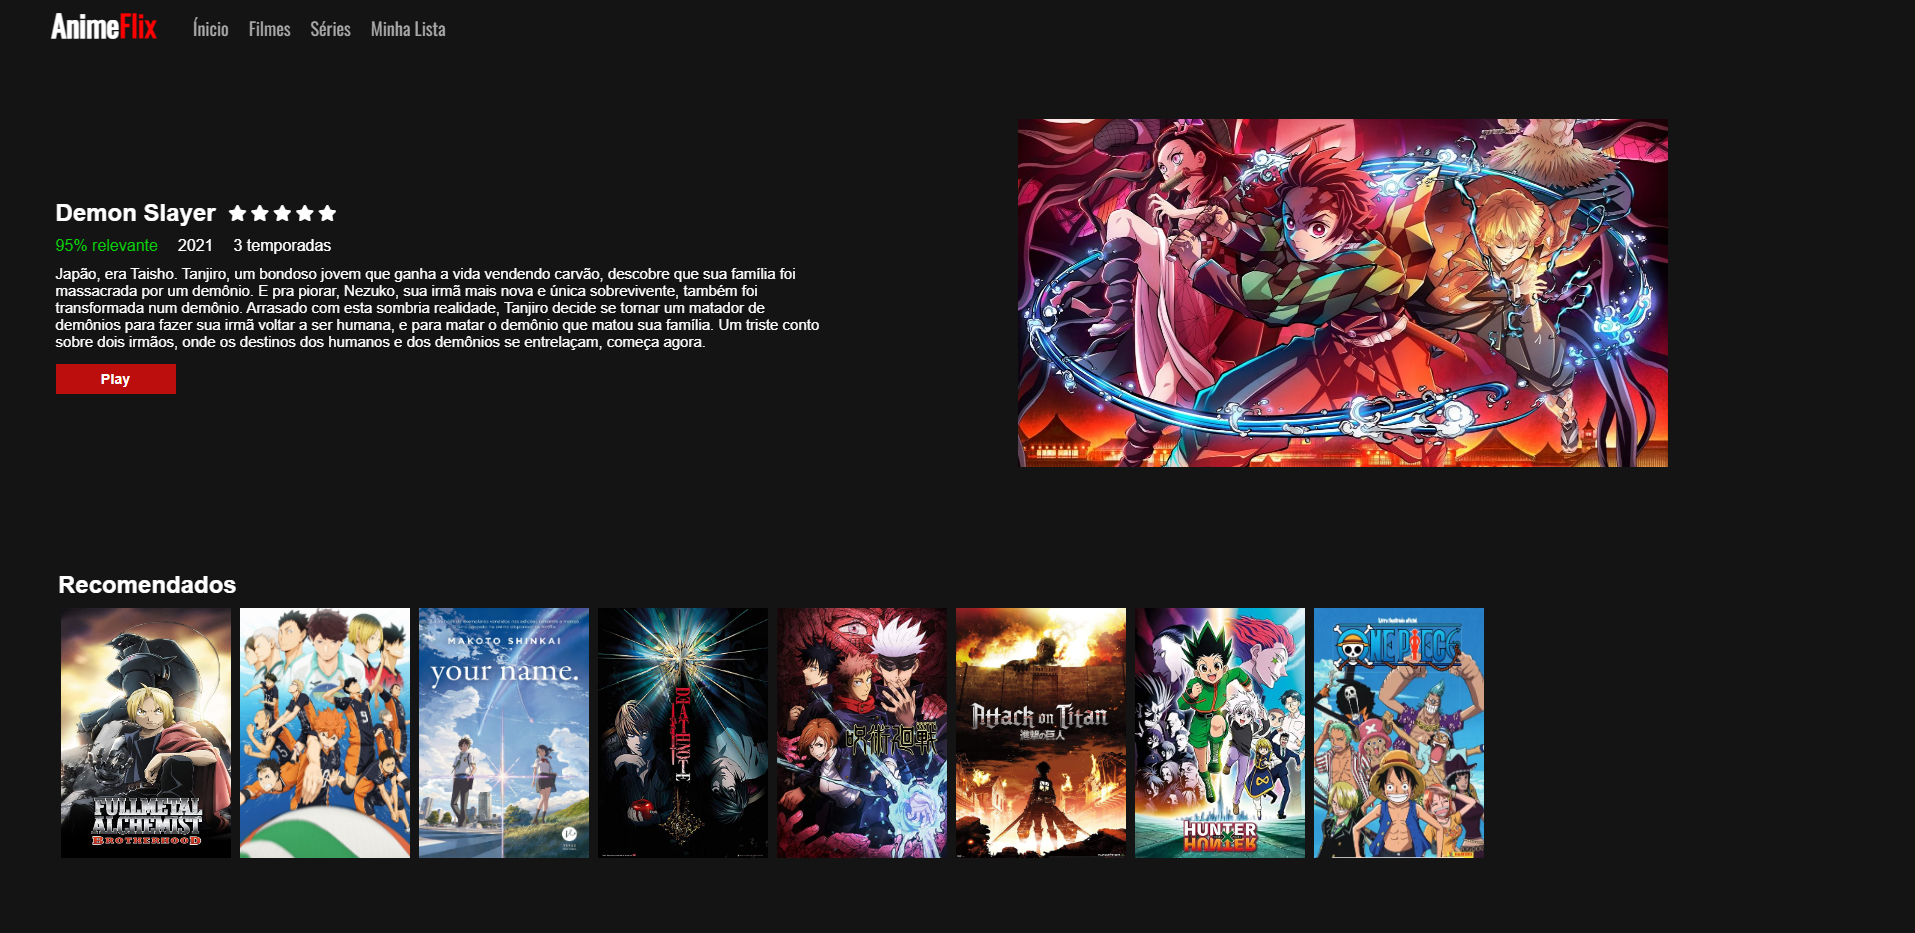 AnimeFlix Ínicio Filmes Séries Minha Lista
Demon Slayer
95% relevante 2021 3 temporadas
Japão, era Taisho. Tanjiro, um bondoso jovem que ganha a vida vendendo carvão, descobre que sua família foi
massacrada por um demônio. E pra piorar, Nezuko, sua irmã mais nova e única sobrevivente, também foi
transformada num demônio. Arrasado com esta sombria realidade, Tanjiro decide se tornar um matador de
demônios para fazer sua irmã voltar a ser humana, e para matar o demônio que matou sua família. Um triste conto
sobre dois irmãos, onde os destinos dos humanos e dos demônios se entrelaçam, começa agora.
Play
Recomendados
FULLMETAL
ALCHEMIST
BROTHERHOOD
MAKOTO SHINKAI
your name.
DEATH NOTE
呪術廻戦
Attack on Titan
進撃の巨人
HUNTER
HUNTER
ONE PIECE